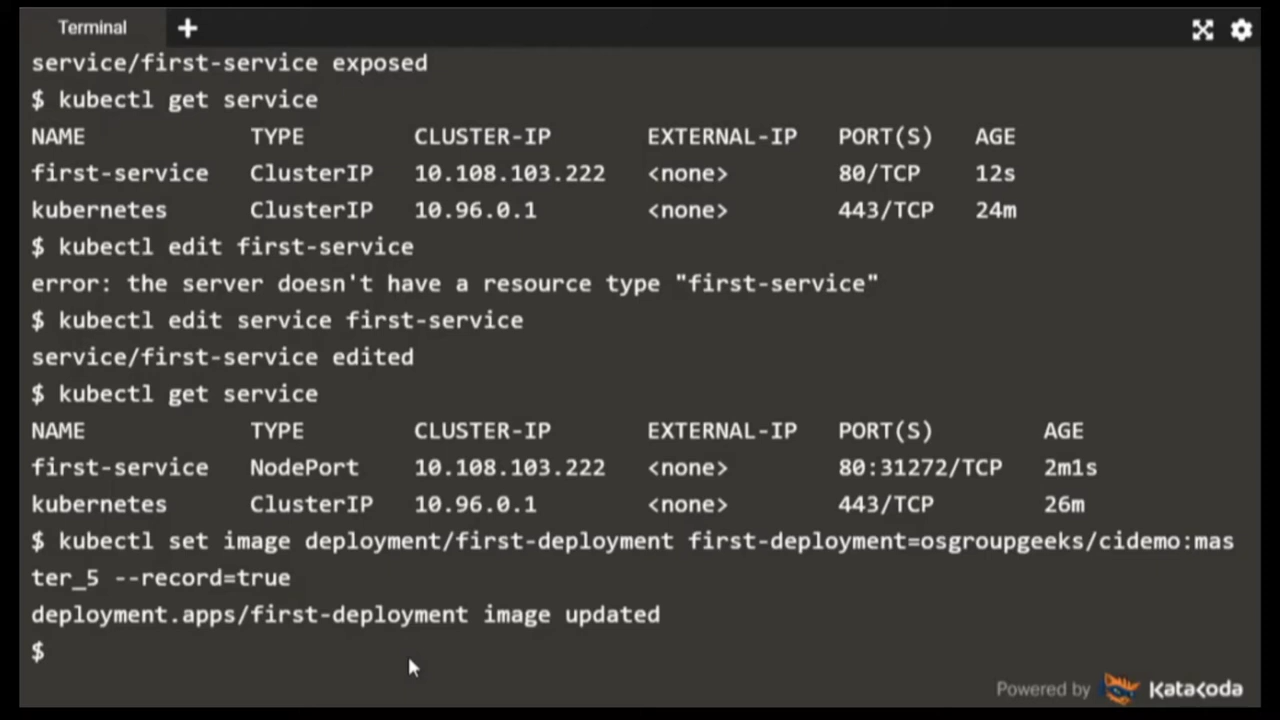 Terminal +
service/first-service exposed
$ kubectl get service
NAME TYPE CLUSTER-IP EXTERNAL-IP PORT(S) AGE
first-service ClusterIP 10.108.103.222 <none> 80/TCP 12s
kubernetes ClusterIP 10.96.0.1 <none> 443/TCP 24m
$ kubectl edit first-service
error: the server doesn't have a resource type "first-service"
$ kubectl edit service first-service
service/first-service edited
$ kubectl get service
NAME TYPE CLUSTER-IP EXTERNAL-IP PORT(S) AGE
first-service NodePort 10.108.103.222 <none> 80:31272/TCP 2m1s
kubernetes ClusterIP 10.96.0.1 <none> 443/TCP 26m
$ kubectl set image deployment/first-deployment first-deployment=osgroupgeeks/cidemo:mas
ter_5 --record=true
deployment.apps/first-deployment image updated
$
Powered by Katacoda